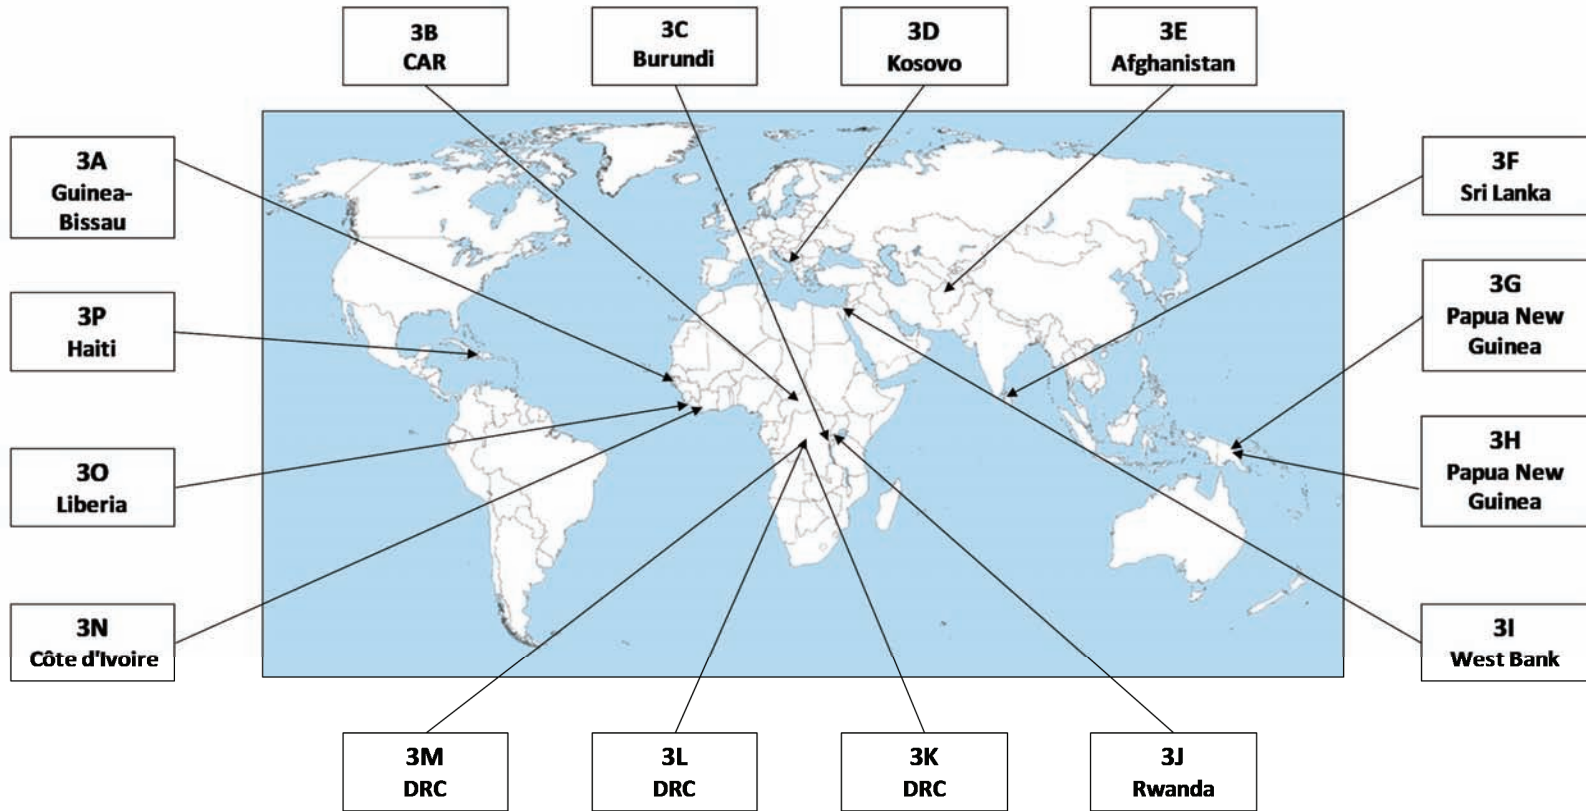 3B
CAR
3C
Burundi
3D
Kosovo
3E
Afghanistan
3A
Guinea-
Bissau
3F
Sri Lanka
3P
Haiti
3G
Papua New
Guinea
3O
Liberia
3H
Papua New
Guinea
3N
Côte d'Ivoire
3I
West Bank
3M
DRC
3L
DRC
3K
DRC
3J
Rwanda